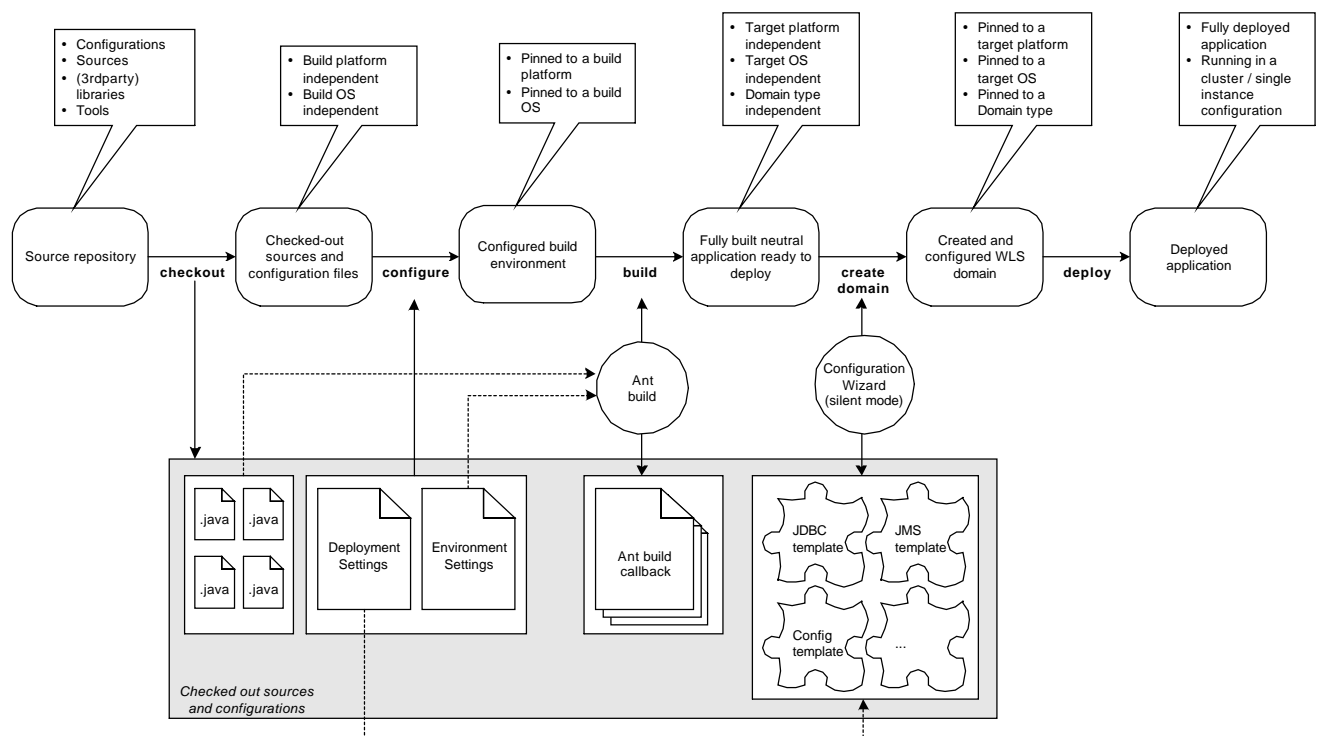 • Configurations
• Sources
• (3rdparty)
libraries
• Tools
• Build platform
independent
• Build OS
independent
• Pinned to a build
platform
• Pinned to a build
OS
• Target platform
independent
• Target OS
independent
• Domain type
independent
• Pinned to a
target platform
• Pinned to a
target OS
• Pinned to a
Domain type
• Fully deployed
application
• Running in a
cluster / single
instance
configuration
Source repository
checkout
Checked-out
sources and
configuration files
configure
Configured build
environment
build
Fully built neutral
application ready to
deploy
create
domain
Created and
configured WLS
domain
deploy
Deployed
application
Ant
build
Configuration
Wizard
(silent mode)
.java
.java
.java
.java
Deployment
Settings
Environment
Settings
Ant build
callback
JDBC
template
JMS
template
Config
template
...
Checked out sources
and configurations